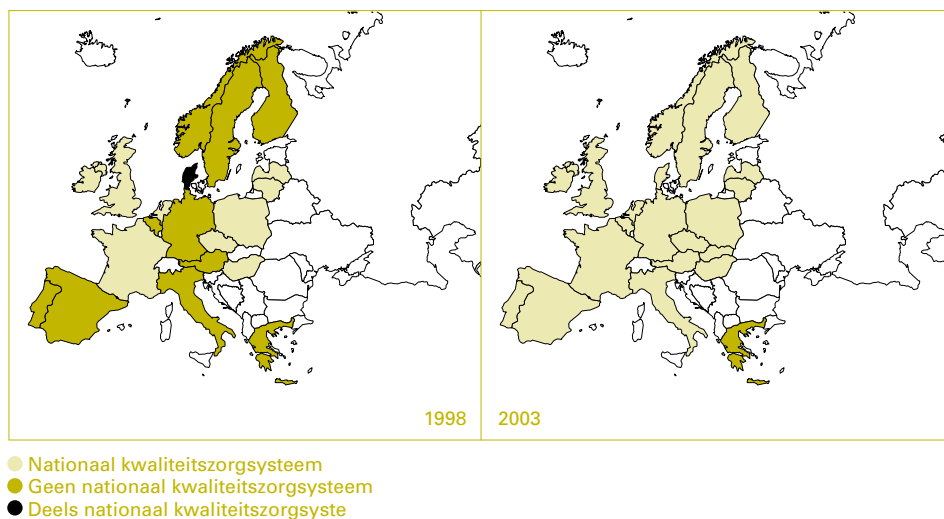 1998
2003
Nationaal kwaliteitszorgsysteem
Geen nationaal kwaliteitszorgsysteem
Deels nationaal kwaliteitszorgsyste